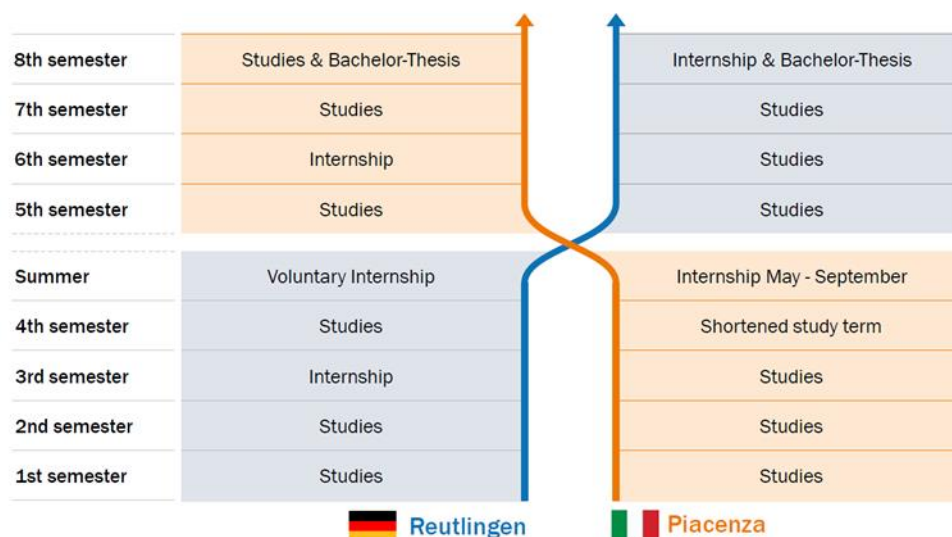 8th semester Studies & Bachelor-Thesis Internship & Bachelor-Thesis
7th semester Studies Studies
6th semester Internship Studies
5th semester Studies Studies
Summer Voluntary Internship Internship May - September
4th semester Studies Shortened study term
3rd semester Internship Studies
2nd semester Studies Studies
1st semester Studies Studies
Reutlingen Piacenza